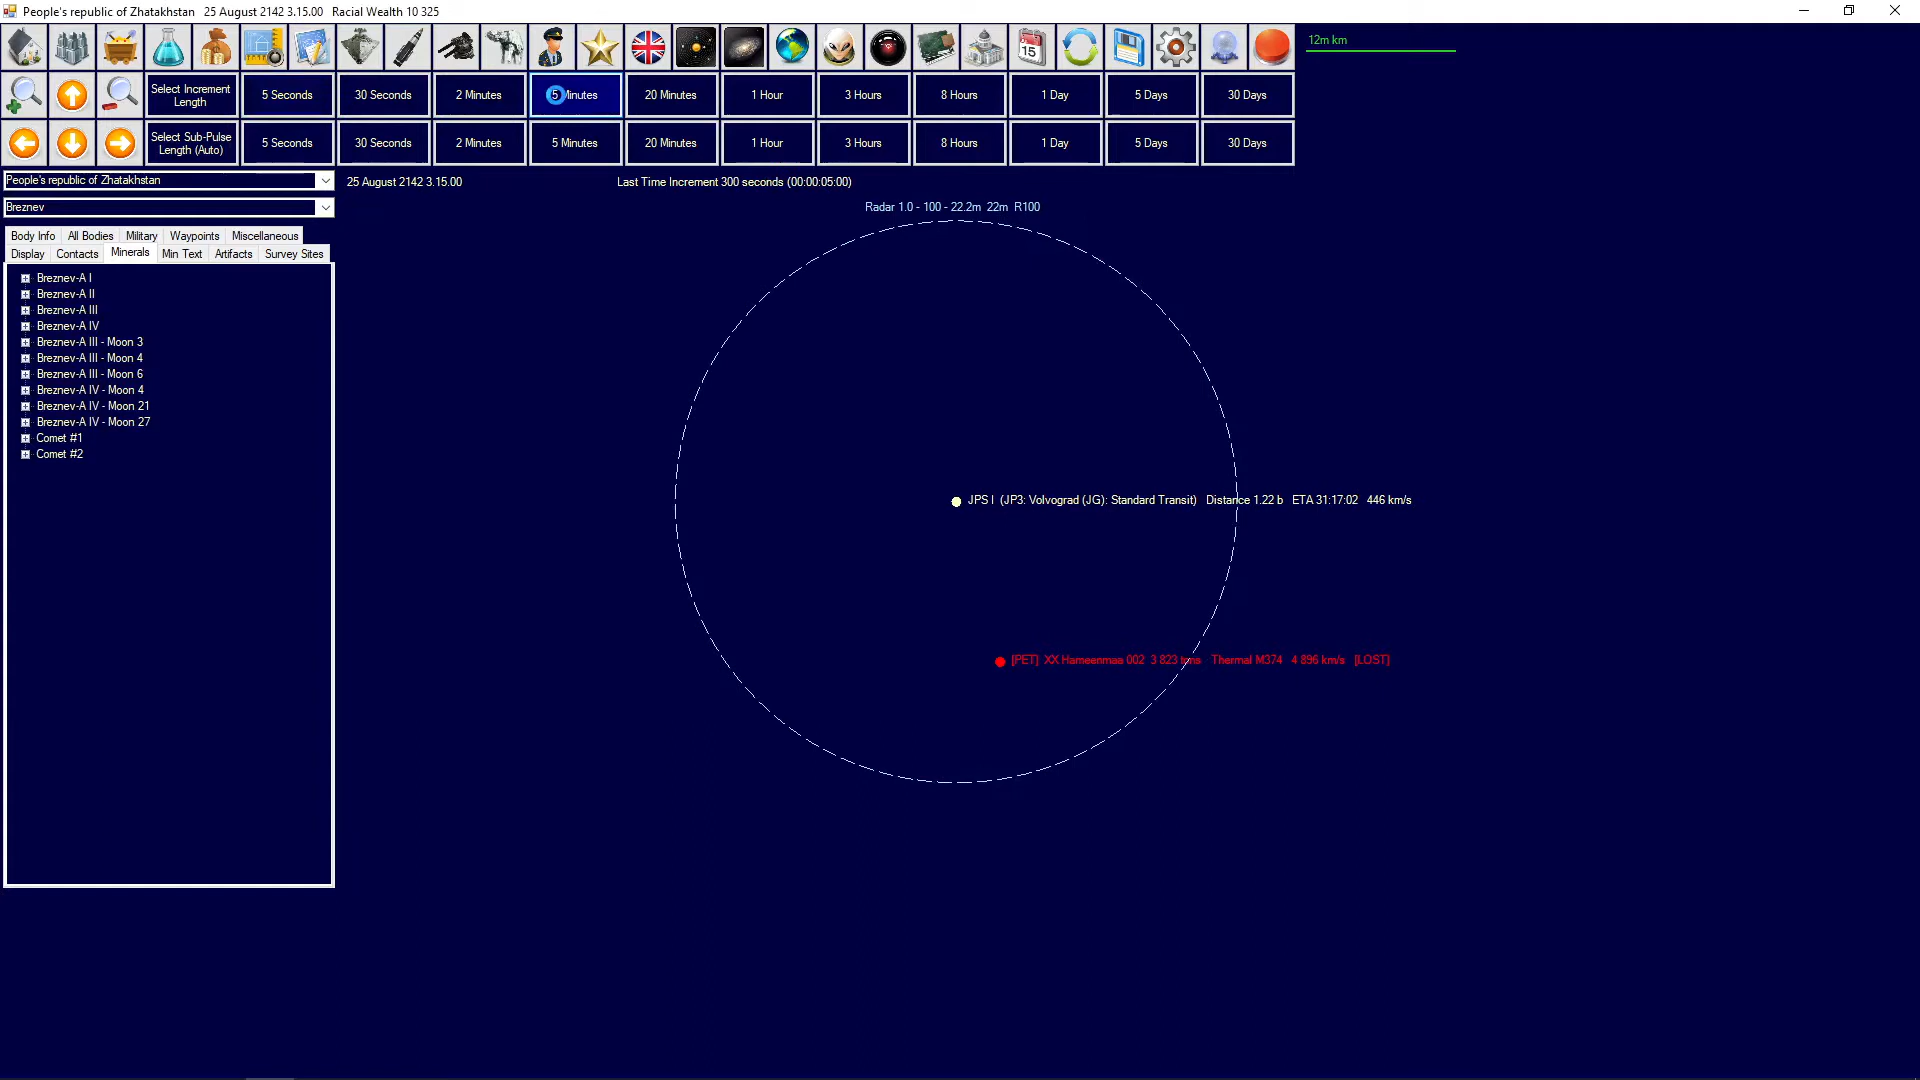 People's republic of Zhatakhstan   25 August 2142 3.15.00   Racial Wealth 10 325
15
12m km
Select Increment Length
5 Seconds
30 Seconds
2 Minutes
5 Minutes
20 Minutes
1 Hour
3 Hours
8 Hours
1 Day
5 Days
30 Days
Select Sub-Pulse Length (Auto)
5 Seconds
30 Seconds
2 Minutes
5 Minutes
20 Minutes
1 Hour
3 Hours
8 Hours
1 Day
5 Days
30 Days
People's republic of Zhatakhstan
25 August 2142 3.15.00
Last Time Increment 300 seconds (00:00:05:00)
Breznev
Radar 1.0 - 100 - 22.2m  22m  R100
Body Info
All Bodies
Military
Waypoints
Miscellaneous
Display
Contacts
Minerals
Min Text
Artifacts
Survey Sites
Breznev-A I
Breznev-A II
Breznev-A III
Breznev-A IV
Breznev-A III - Moon 3
Breznev-A III - Moon 4
Breznev-A III - Moon 6
Breznev-A IV - Moon 4
Breznev-A IV - Moon 21
Breznev-A IV - Moon 27
Comet #1
Comet #2
JPS I  (JP3: Volvograd (JG): Standard Transit)   Distance 1.22 b   ETA 31:17:02   446 km/s
[PET]  XX Hameenmaa 002  3 823 tons   Thermal M374   4 896 km/s   [LOST]